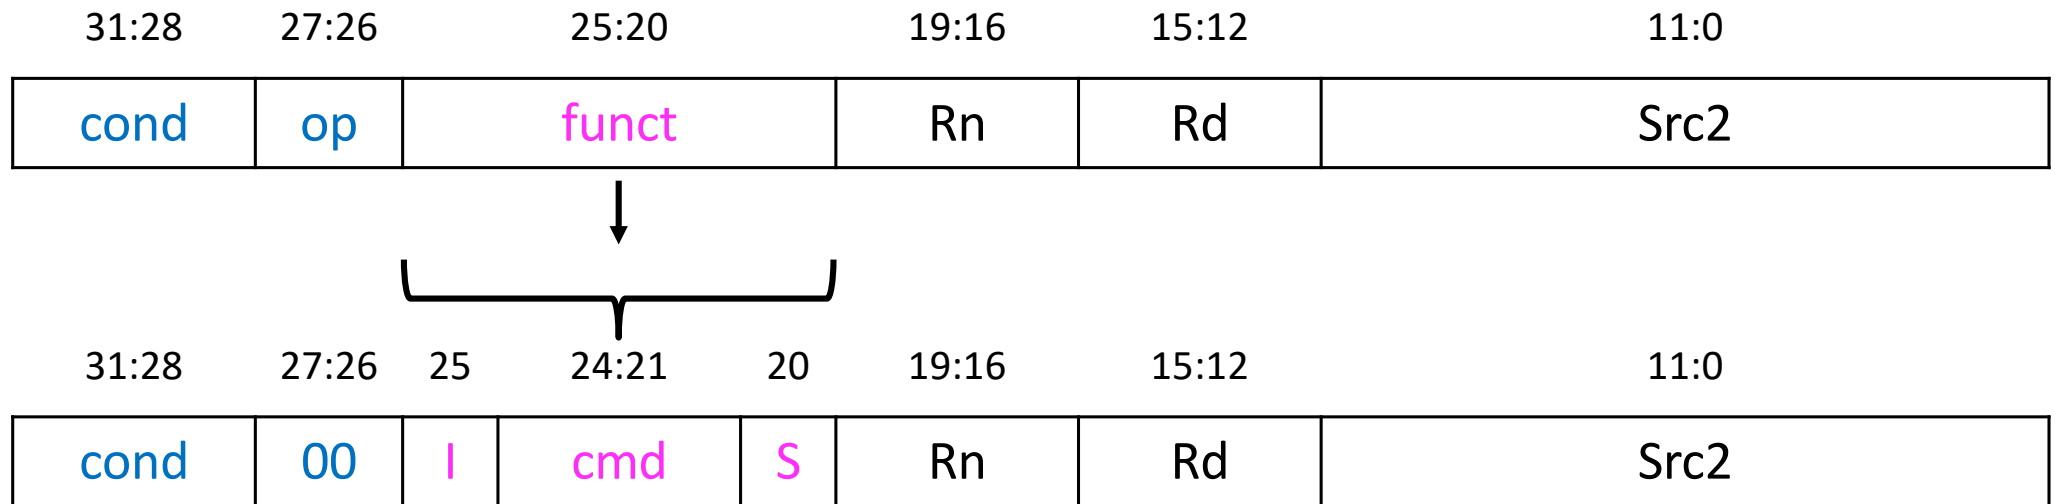 31:28 27:26 25:20 19:16 15:12 11:0
cond op funct Rn Rd Src2
31:28 27:26 25 24:21 20 19:16 15:12 11:0
cond 00 I cmd S Rn Rd Src2